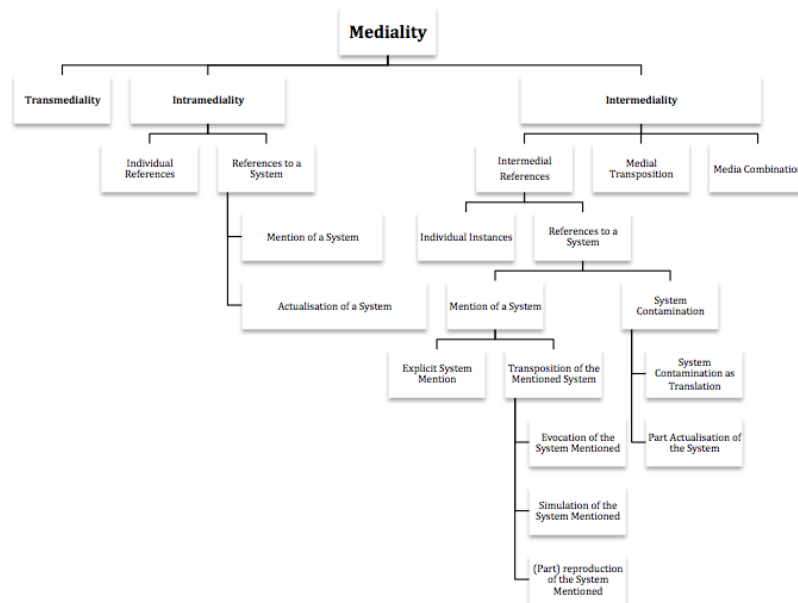 Mediality
Transmediality
Intramediality
Intermediality
Individual
References
References to a
System
Intermedial
References
Medial
Transposition
Media Combination
Mention of a System
Individual Instances
References to a
System
Actualisation of a System
Mention of a System
System
Contamination
Explicit System
Mention
Transposition of the
Mentioned System
System
Contamination as
Translation
Evocation of the
System Mentioned
Part Actualisation of
the System
Simulation of the
System Mentioned
(Part) reproduction
of the System
Mentioned